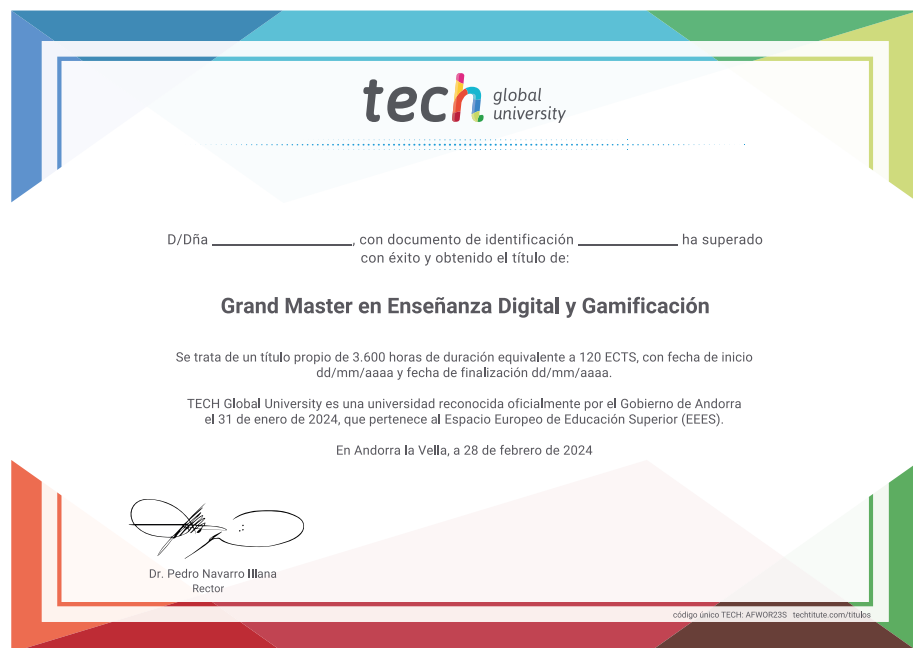 tech global university
D/Dña ____________________, con documento de identificación ______________ ha superado
con éxito y obtenido el título de:
Grand Master en Enseñanza Digital y Gamificación
Se trata de un título propio de 3.600 horas de duración equivalente a 120 ECTS, con fecha de inicio
dd/mm/aaaa y fecha de finalización dd/mm/aaaa.
TECH Global University es una universidad reconocida oficialmente por el Gobierno de Andorra
el 31 de enero de 2024, que pertenece al Espacio Europeo de Educación Superior (EEES).
En Andorra la Vella, a 28 de febrero de 2024
Dr. Pedro Navarro Illana
Rector
código único TECH: AFWOR23S techtitute.com/titulos